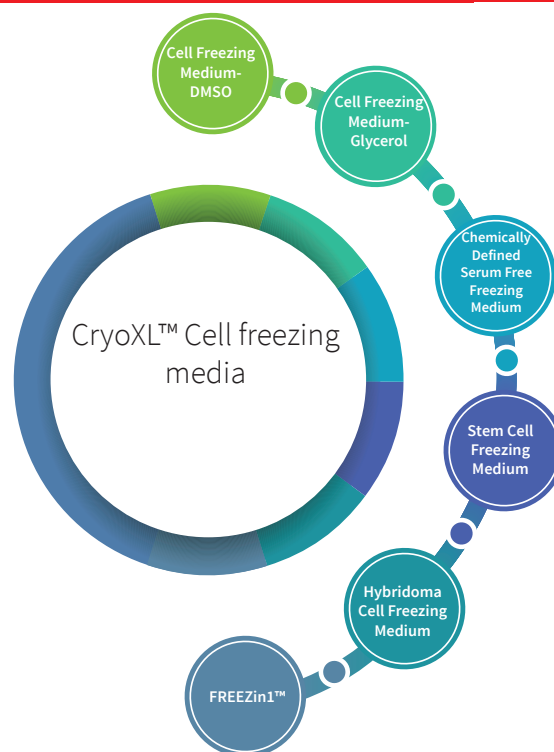 Cell Freezing
Medium-
DMSO
Cell Freezing
Medium-
Glycerol
Chemically
Defined
Serum Free
Freezing
Medium
CryoXL™ Cell freezing
media
Stem Cell
Freezing
Medium
Hybridoma
Cell Freezing
Medium
FREEZin1™